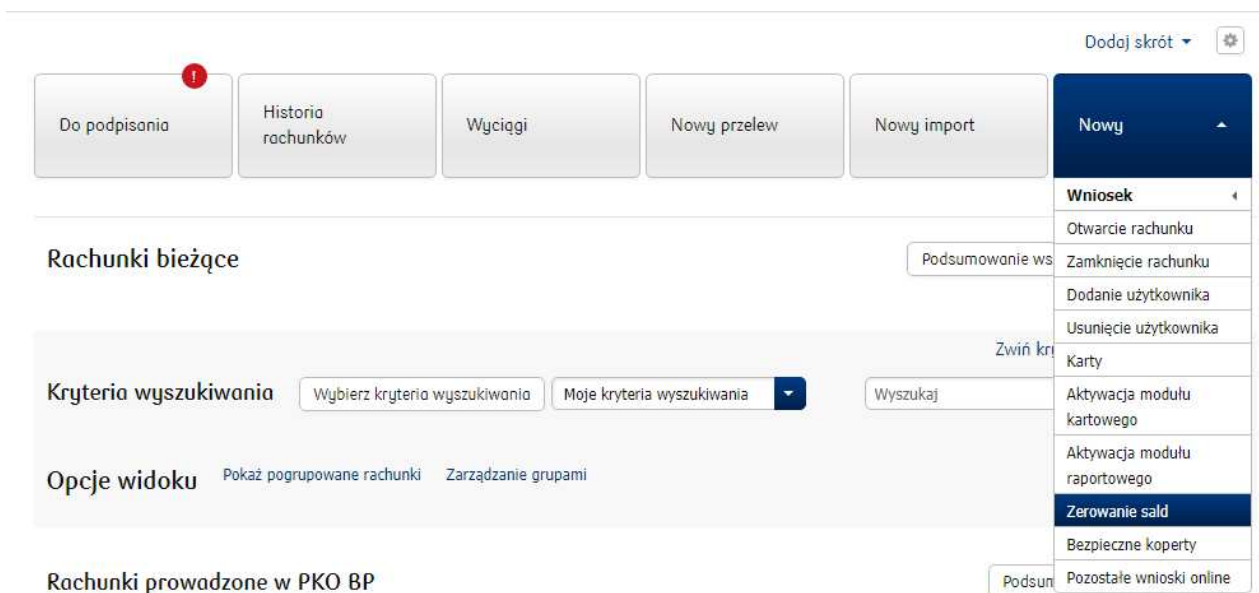 Dodaj skrót
!
Do podpisania
Historia
rachunków
Wyciągi
Nowy przelew
Nowy import
Nowy
Wniosek
Otwarcie rachunku
Zamknięcie rachunku
Dodanie użytkownika
Usunięcie użytkownika
Karty
Aktywacja modułu
kartowego
Aktywacja modułu
raportowego
Zerowanie sald
Bezpieczne koperty
Pozostałe wnioski online
Rachunki bieżące
Podsumowanie
Zwiń
Kryteria wyszukiwania
Wybierz kryteria wyszukiwania
Moje kryteria wyszukiwania
Wyszukaj
Opcje widoku
Pokaż pogrupowane rachunki
Zarządzanie grupami
Rachunki prowadzone w PKO BP